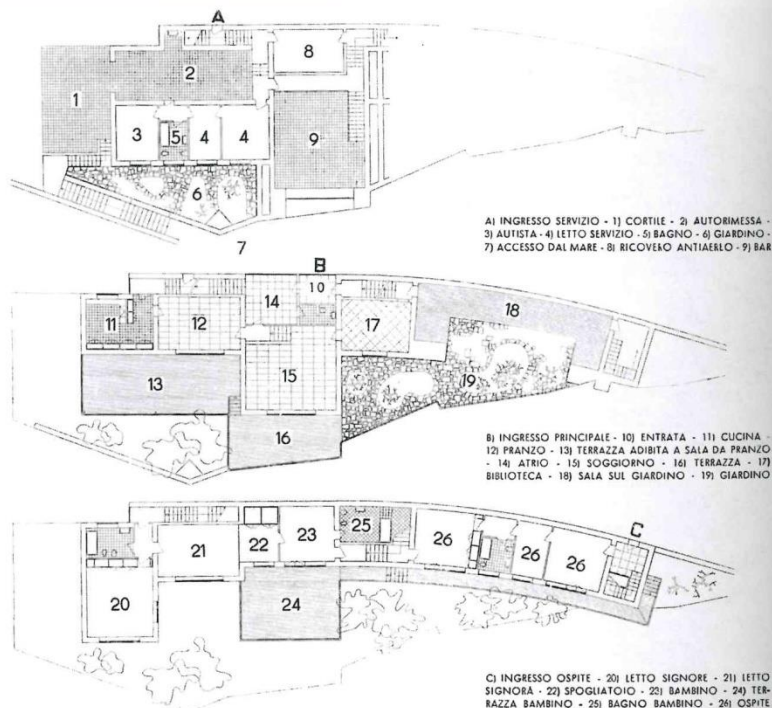 A
8
2
1
3
5
4
4
9
6
7
A) INGRESSO SERVIZIO - 1) CORTILE - 2) AUTORIMESSA -
3) AUTISTA - 4) LETTO SERVIZIO - 5) BAGNO - 6) GIARDINO -
7) ACCESSO DAL MARE - 8) RICOVERO ANTIAEREO - 9) BAR
B
10
14
11
12
17
18
13
15
19
16
B) INGRESSO PRINCIPALE - 10) ENTRATA - 11) CUCINA -
12) PRANZO - 13) TERRAZZA ADIBITA A SALA DA PRANZO
- 14) ATRIO - 15) SOGGIORNO - 16) TERRAZZA - 17)
BIBLIOTECA - 18) SALA SUL GIARDINO - 19) GIARDINO
C
25
23
21
22
26
26
26
20
24
C) INGRESSO OSPITE - 20) LETTO SIGNORE - 21) LETTO
SIGNORA - 22) SPOGLIATOIO - 23) BAMBINO - 24) TER-
RAZZA BAMBINO - 25) BAGNO BAMBINO - 26) OSPITE